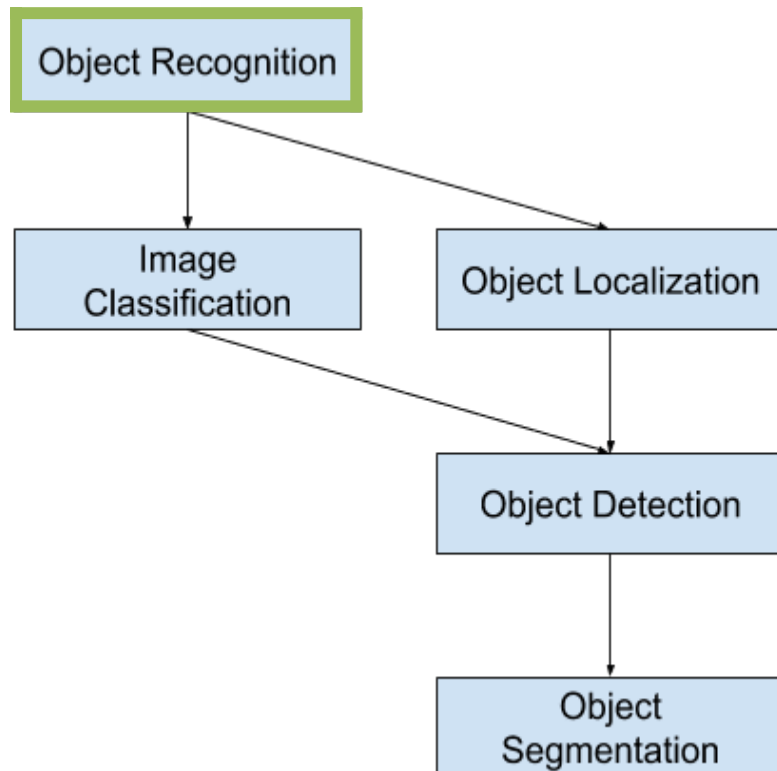 Object Recognition
Image
Classification
Object Localization
Object Detection
Object
Segmentation